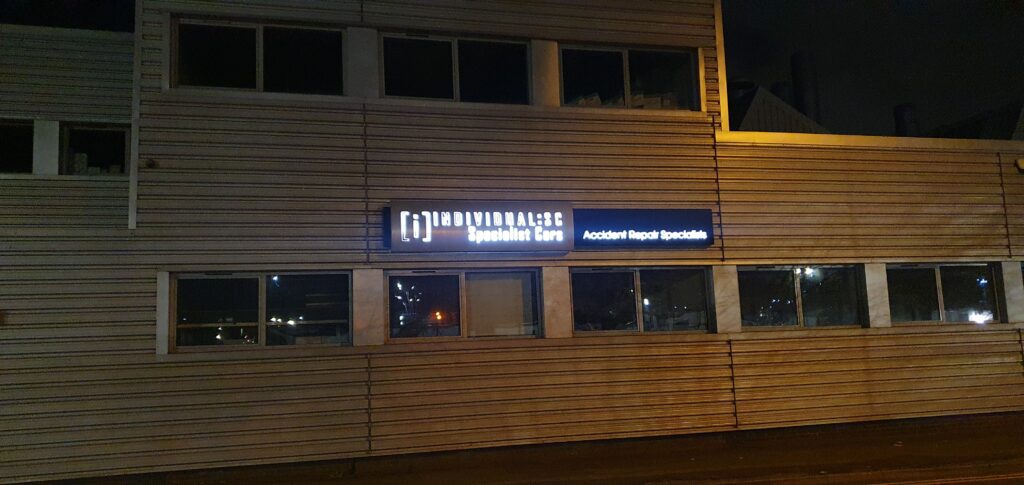 [i] INDIVIDUAL:SC
Specialist Cars
Accident Repair Specialists